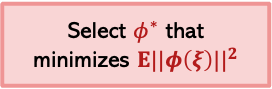 Select ϕ* that
minimizes E||ϕ(ξ)||²